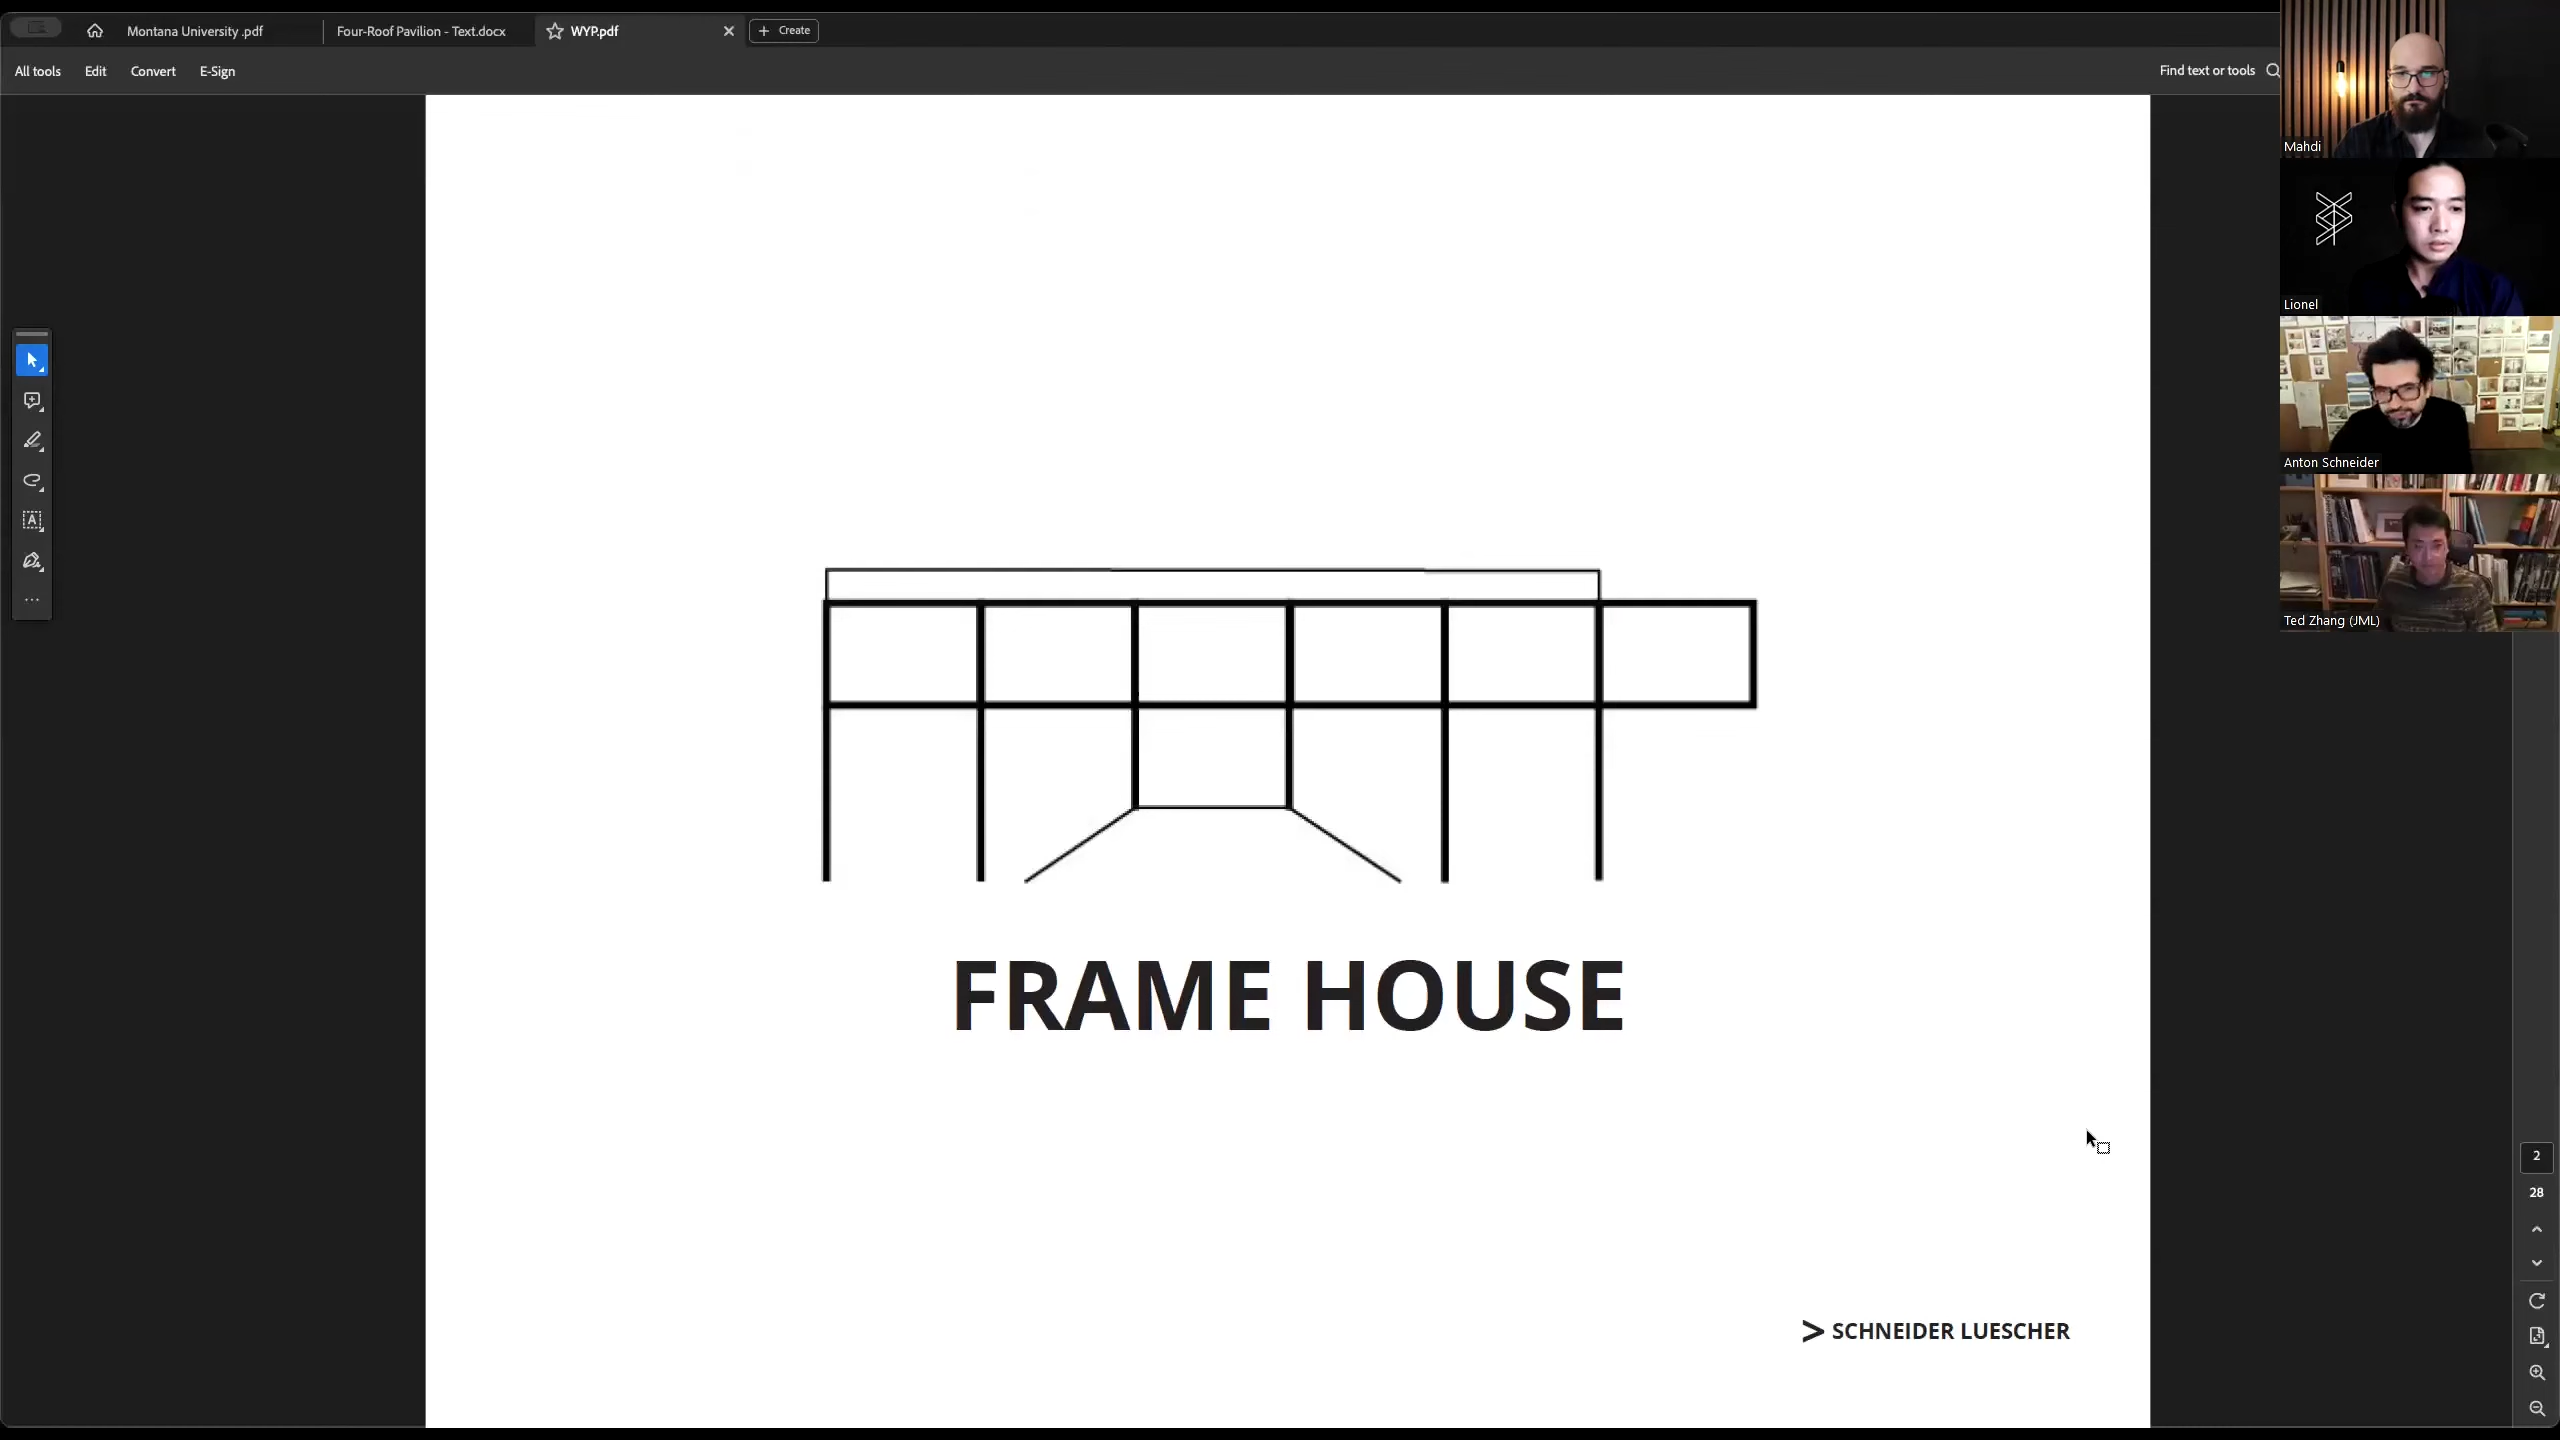 Montana University .pdf
Four-Roof Pavilion - Text.docx
WYP.pdf
Create
All tools
Edit
Convert
E-Sign
Find text or tools
Mahdi
Lionel
Anton Schneider
Ted Zhang (JML)
A
FRAME HOUSE
> SCHNEIDER LUESCHER
2
28